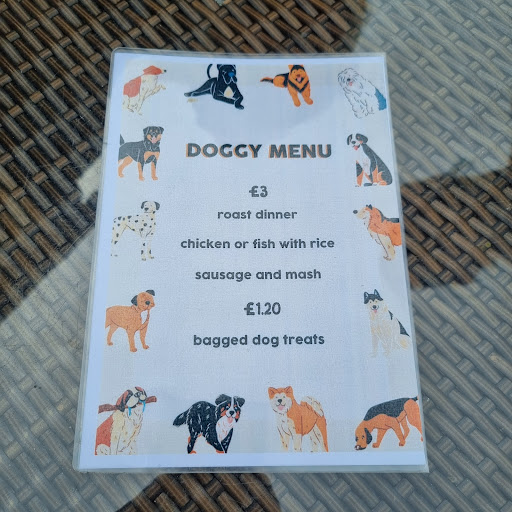 DOGGY MENU
£3
roast dinner
chicken or fish with rice
sausage and mash
£1.20
bagged dog treats